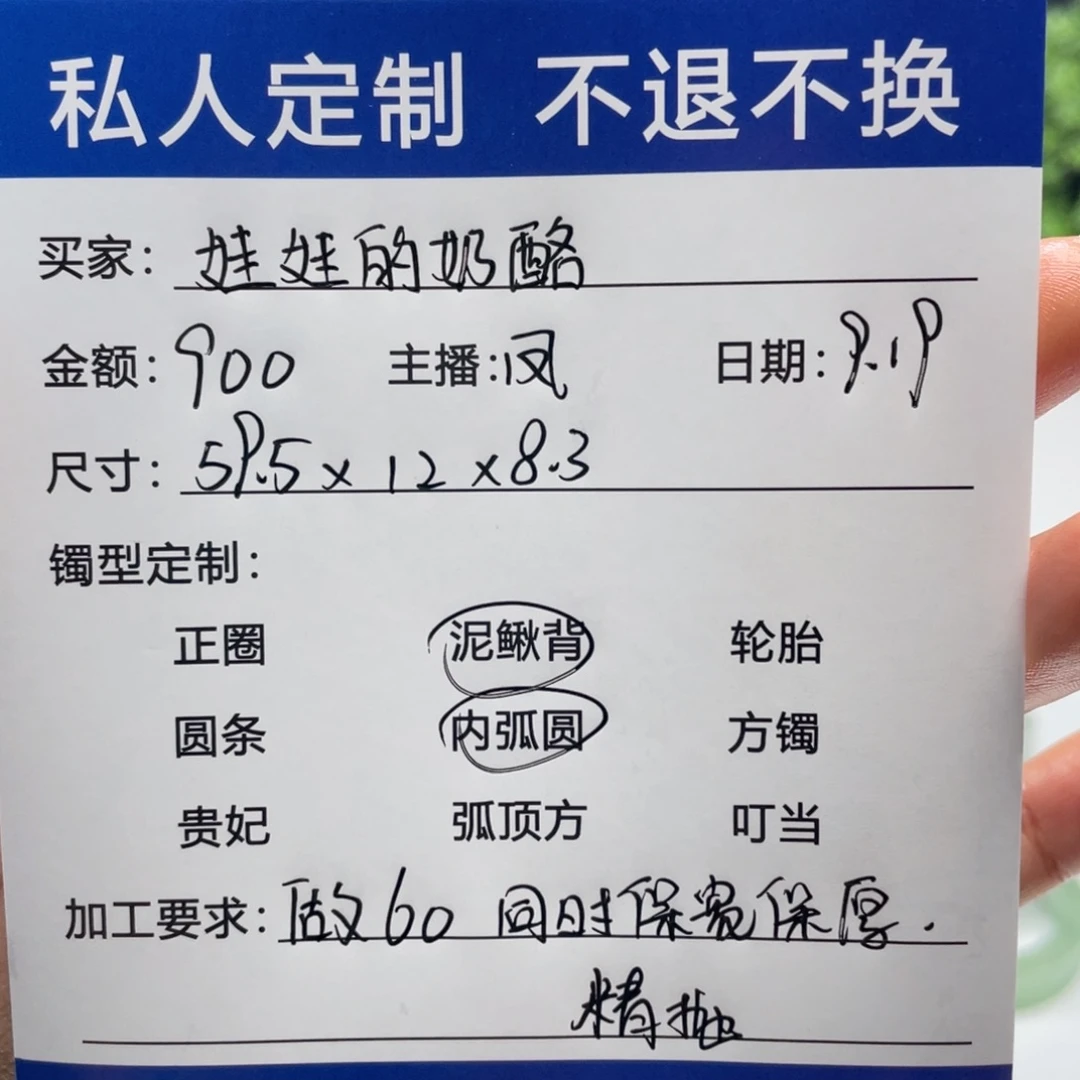 私人定制 不退不换
买家：娃娃的奶酪
金额：900 主播：凤 日期：9.19
尺寸：59.5×12×8.3
镯型定制：
正圈 泥鳅背 轮胎
圆条 内弧圆 方镯
贵妃 弧顶方 叮当
加工要求：做60 同时保宽保厚.
精抛